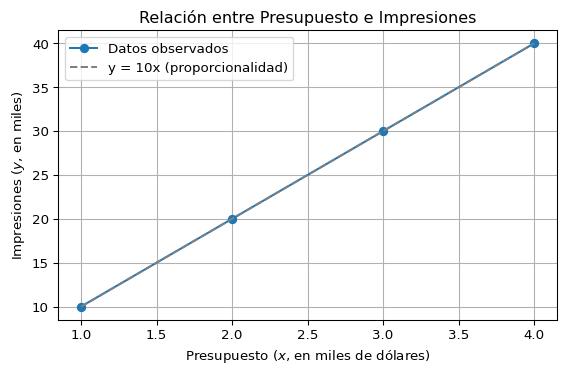 Relación entre Presupuesto e Impresiones
Datos observados
y = 10x (proporcionalidad)
Impresiones (y, en miles)
40
35
30
25
20
15
10
1.0 1.5 2.0 2.5 3.0 3.5 4.0
Presupuesto (x, en miles de dólares)